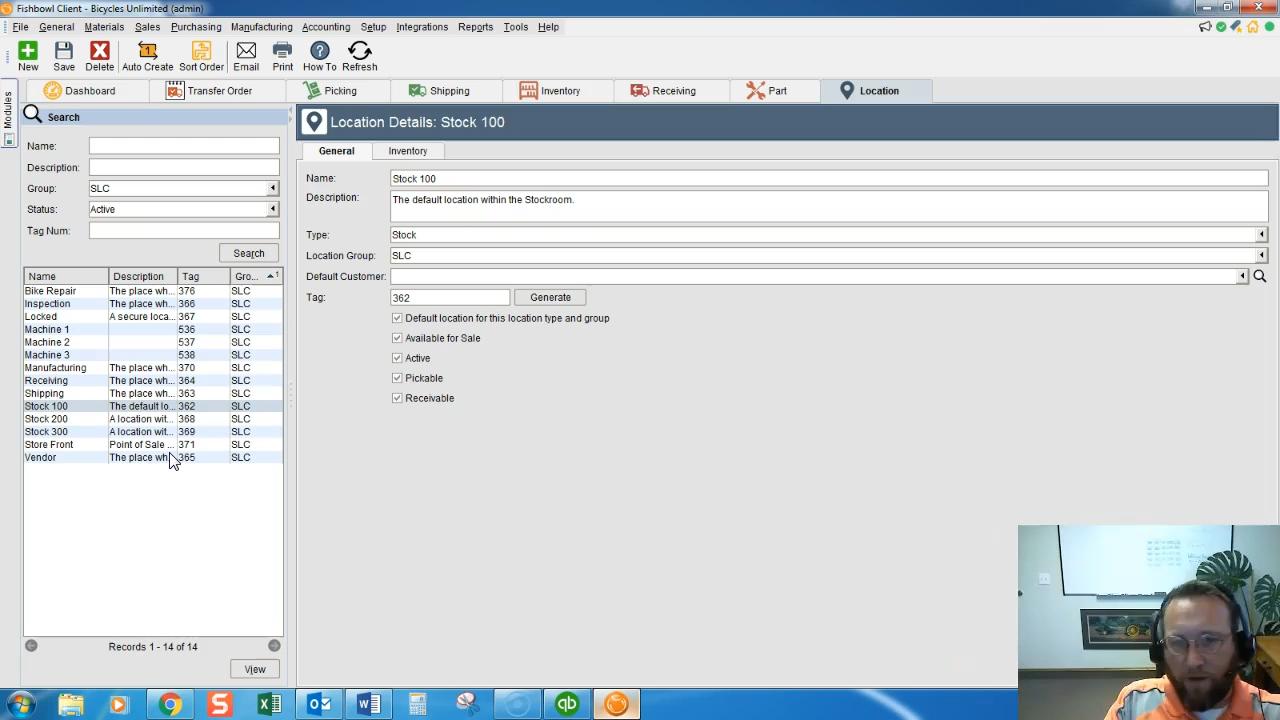 Fishbowl Client - Bicycles Unlimited (admin)
File General Materials Sales Purchasing Manufacturing Accounting Setup Integrations Reports Tools Help
New Save Delete Auto Create Sort Order Email Print How To Refresh
Modules
Dashboard Transfer Order Picking Shipping Inventory Receiving Part Location
Search
Name:
Description:
Group: SLC
Status: Active
Tag Num:
Search
Name Description Tag Gro... 1
Bike Repair The place wh... 376 SLC
Inspection The place wh... 366 SLC
Locked A secure loca... 367 SLC
Machine 1 536 SLC
Machine 2 537 SLC
Machine 3 538 SLC
Manufacturing The place wh... 370 SLC
Receiving The place wh... 364 SLC
Shipping The place wh... 363 SLC
Stock 100 The default lo... 362 SLC
Stock 200 A location wit... 368 SLC
Stock 300 A location wit... 369 SLC
Store Front Point of Sale ... 371 SLC
Vendor The place wh 365 SLC
Records 1 - 14 of 14
View
Location Details: Stock 100
General Inventory
Name: Stock 100
Description: The default location within the Stockroom.
Type: Stock
Location Group: SLC
Default Customer:
Tag: 362 Generate
Default location for this location type and group
Available for Sale
Active
Pickable
Receivable